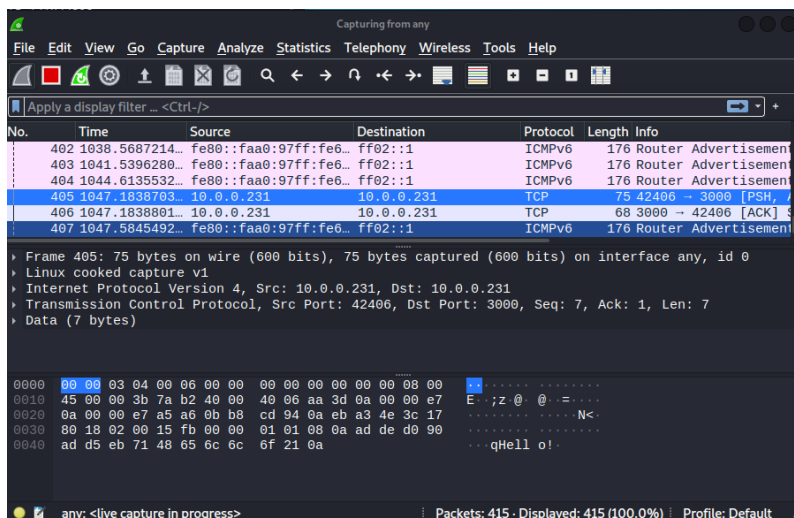 Capturing from any
File Edit View Go Capture Analyze Statistics Telephony Wireless Tools Help
Apply a display filter ... <Ctrl-/>
No. Time Source Destination Protocol Length Info
402 1038.5687214… fe80::faa0:97ff:fe6… ff02::1 ICMPv6 176 Router Advertisement
403 1041.5396280… fe80::faa0:97ff:fe6… ff02::1 ICMPv6 176 Router Advertisement
404 1044.6135532… fe80::faa0:97ff:fe6… ff02::1 ICMPv6 176 Router Advertisement
405 1047.1838703… 10.0.0.231 10.0.0.231 TCP 75 42406 → 3000 [PSH, A
406 1047.1838801… 10.0.0.231 10.0.0.231 TCP 68 3000 → 42406 [ACK] S
407 1047.5845492… fe80::faa0:97ff:fe6… ff02::1 ICMPv6 176 Router Advertisement
Frame 405: 75 bytes on wire (600 bits), 75 bytes captured (600 bits) on interface any, id 0
Linux cooked capture v1
Internet Protocol Version 4, Src: 10.0.0.231, Dst: 10.0.0.231
Transmission Control Protocol, Src Port: 42406, Dst Port: 3000, Seq: 7, Ack: 1, Len: 7
Data (7 bytes)
0000 00 00 03 04 00 06 00 00 00 00 00 00 00 00 08 00 ·· ······ ········
0010 45 00 00 3b 7a b2 40 00 40 06 aa 3d 0a 00 00 e7 E··;z·@· @··=····
0020 0a 00 00 e7 a5 a6 0b b8 cd 94 0a eb a3 4e 3c 17 ········ ·····N<·
0030 80 18 02 00 15 fb 00 00 01 01 08 0a ad de d0 90 ········ ········
0040 ad d5 eb 71 48 65 6c 6c 6f 21 0a ···qHell o!·
any: <live capture in progress> Packets: 415 · Displayed: 415 (100.0%) Profile: Default